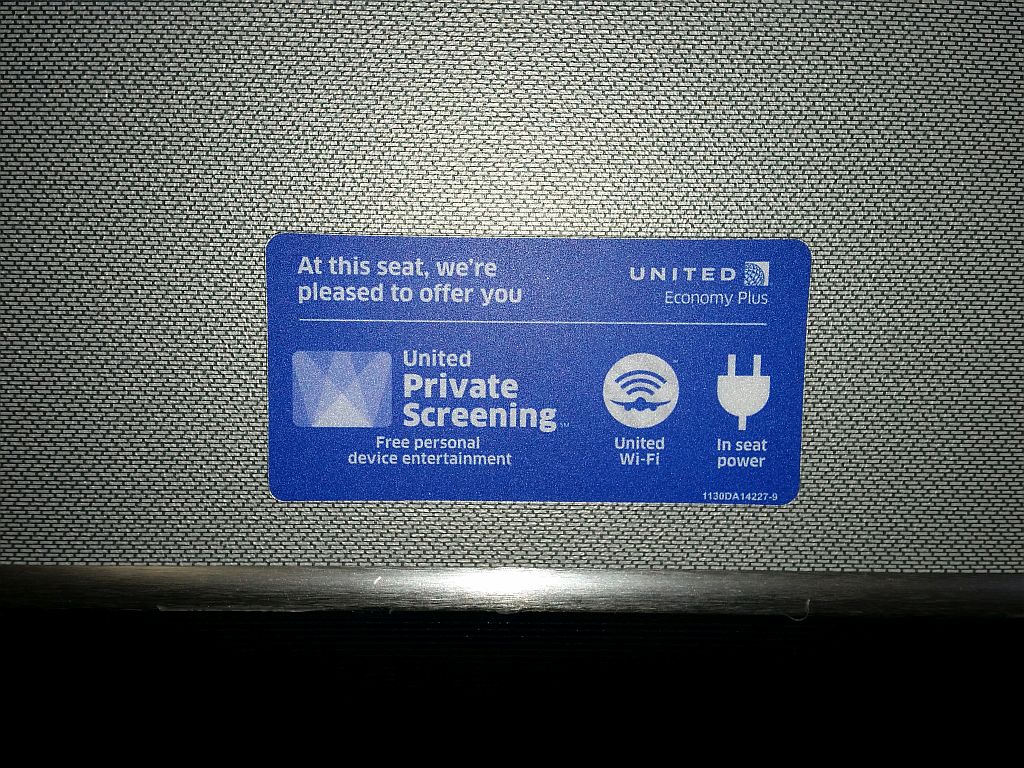 At this seat, we're
pleased to offer you
UNITED
Economy Plus
United
Private
Screening
Free personal
device entertainment
United
Wi-Fi
In seat
power
1130DA14227-9